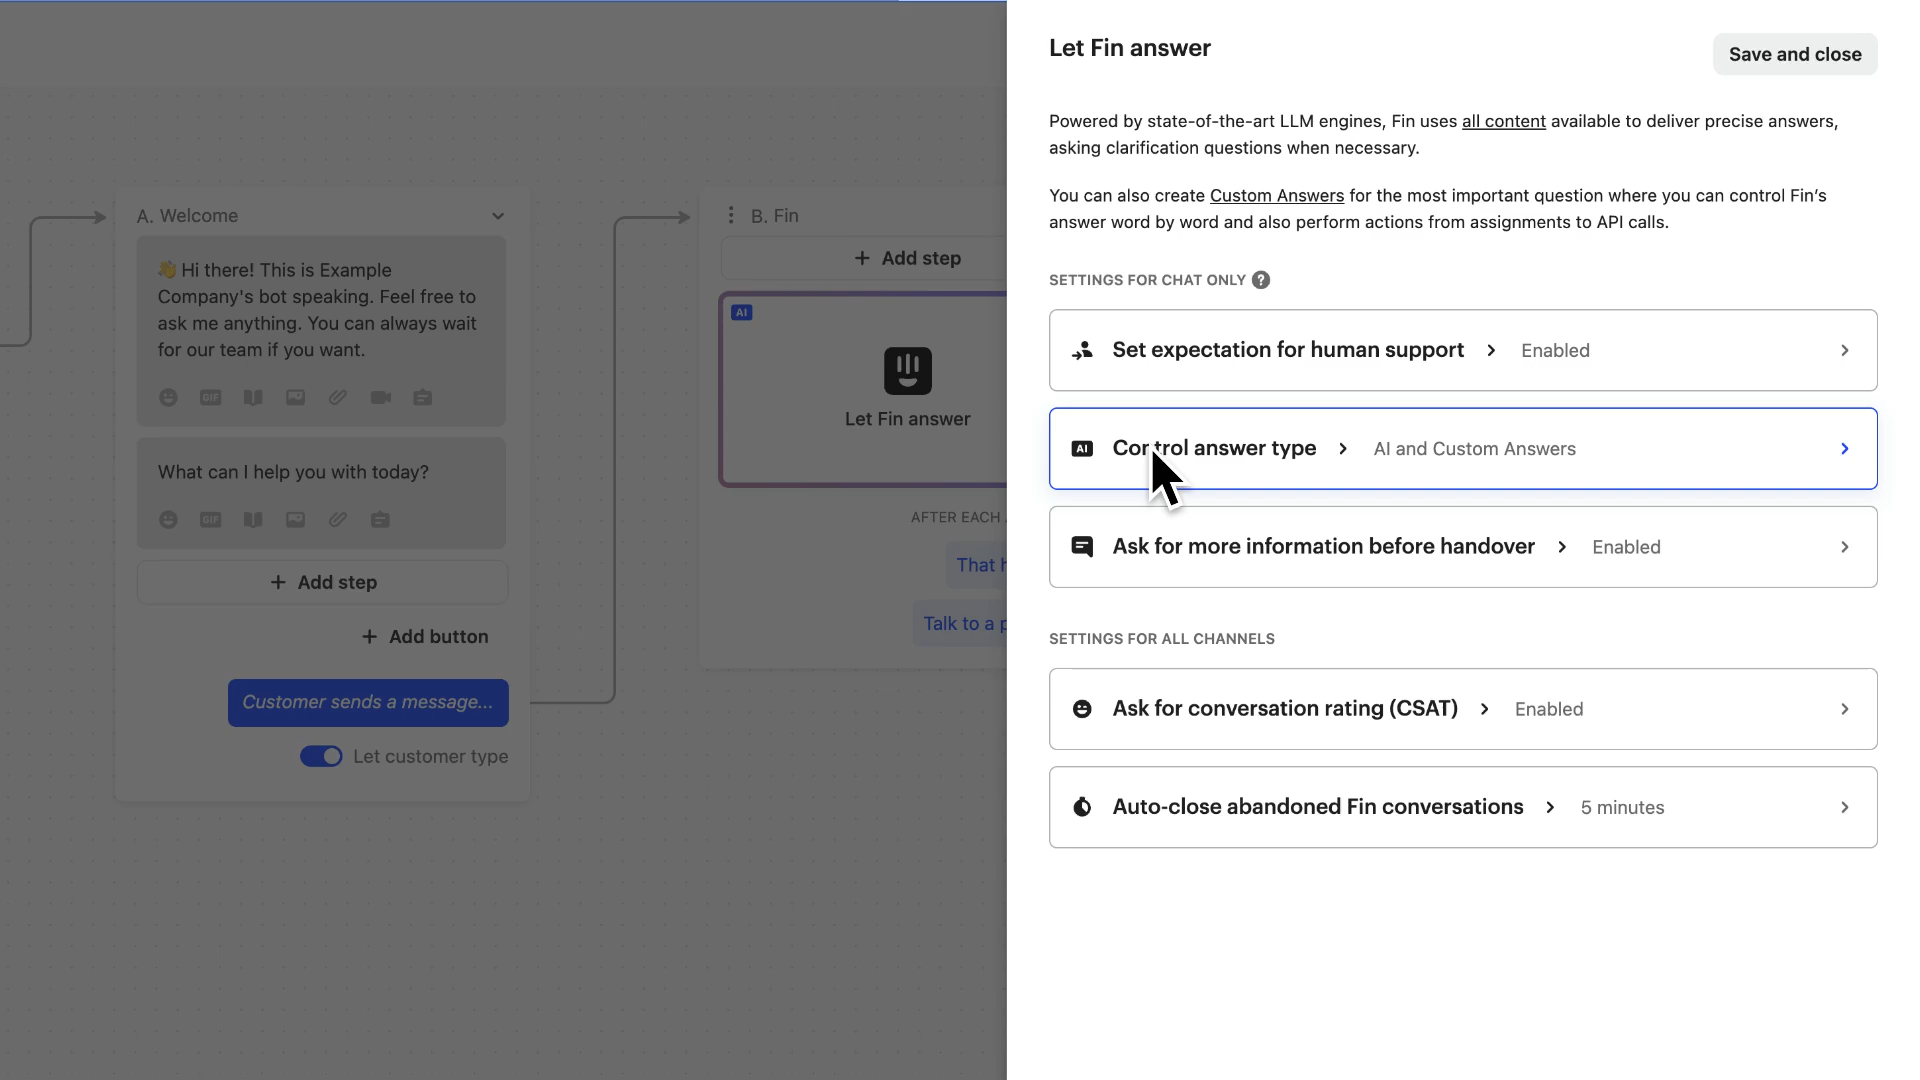 A. Welcome
👋 Hi there! This is Example
Company's bot speaking. Feel free to
ask me anything. You can always wait
for our team if you want.
GIF
What can I help you with today?
GIF
+ Add step
+ Add button
Customer sends a message...
Let customer type
B. Fin
+ Add step
AI
Let Fin answer
AFTER EACH
That
Talk to a
Let Fin answer
Save and close
Powered by state-of-the-art LLM engines, Fin uses all content available to deliver precise answers,
asking clarification questions when necessary.
You can also create Custom Answers for the most important question where you can control Fin’s
answer word by word and also perform actions from assignments to API calls.
SETTINGS FOR CHAT ONLY ?
Set expectation for human support > Enabled
AI Control answer type > AI and Custom Answers
Ask for more information before handover > Enabled
SETTINGS FOR ALL CHANNELS
Ask for conversation rating (CSAT) > Enabled
Auto-close abandoned Fin conversations > 5 minutes